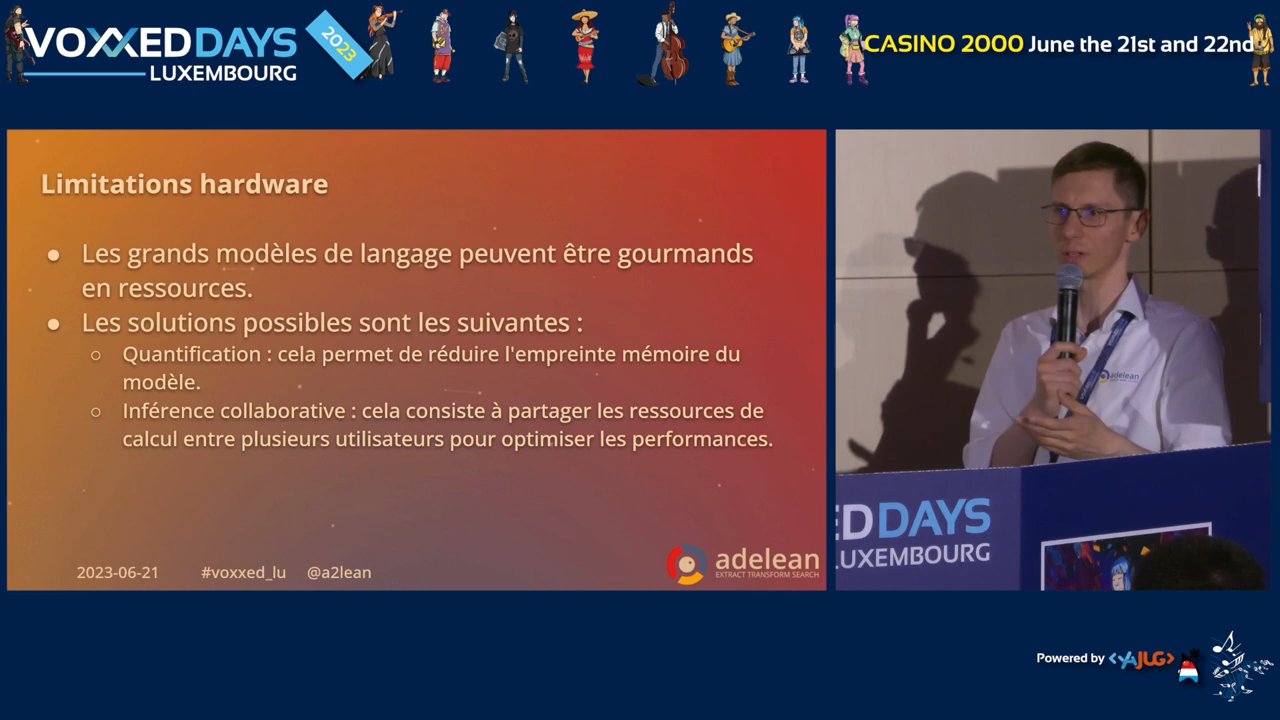 VOXXED DAYS
LUXEMBOURG
2023
CASINO 2000 June the 21st and 22nd
Limitations hardware
● Les grands modèles de langage peuvent être gourmands
en ressources.
● Les solutions possibles sont les suivantes :
○ Quantification : cela permet de réduire l'empreinte mémoire du
modèle.
○ Inférence collaborative : cela consiste à partager les ressources de
calcul entre plusieurs utilisateurs pour optimiser les performances.
2023-06-21 #voxxed_lu @a2lean
adelean
EXTRACT TRANSFORM SEARCH
adelean
ED DAYS
LUXEMBOURG
Powered by <YAJUG>